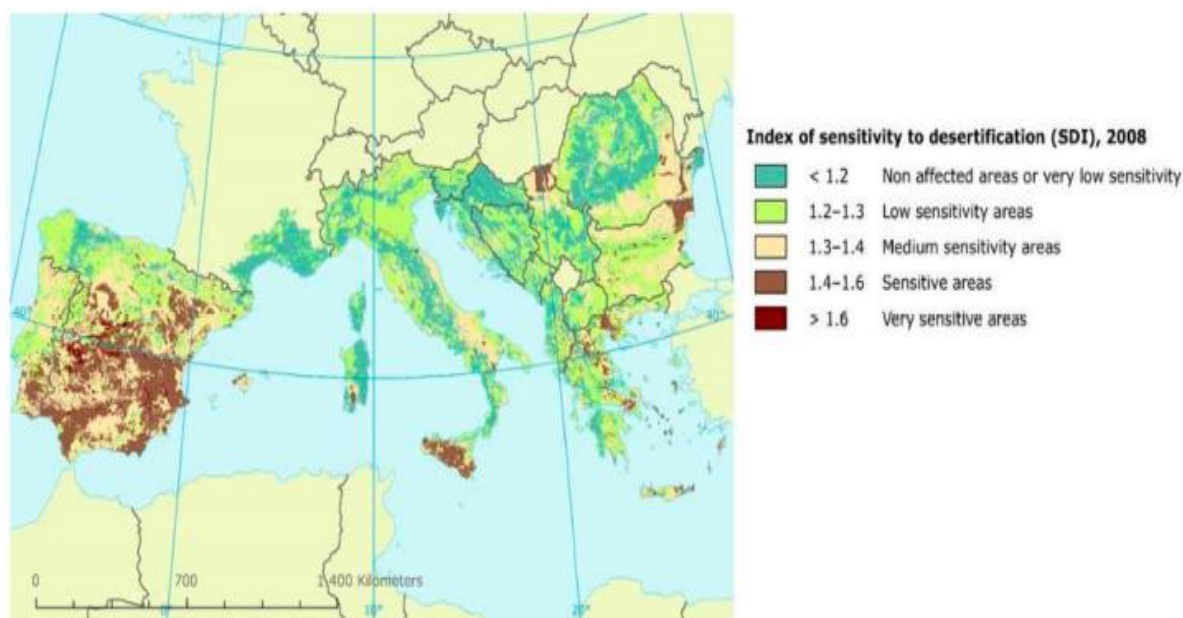 Index of sensitivity to desertification (SDI), 2008
< 1.2 Non affected areas or very low sensitivity
1.2–1.3 Low sensitivity areas
1.3–1.4 Medium sensitivity areas
1.4–1.6 Sensitive areas
> 1.6 Very sensitive areas
40°
40°
0 700 1 400 Kilometers
0°
10°
20°